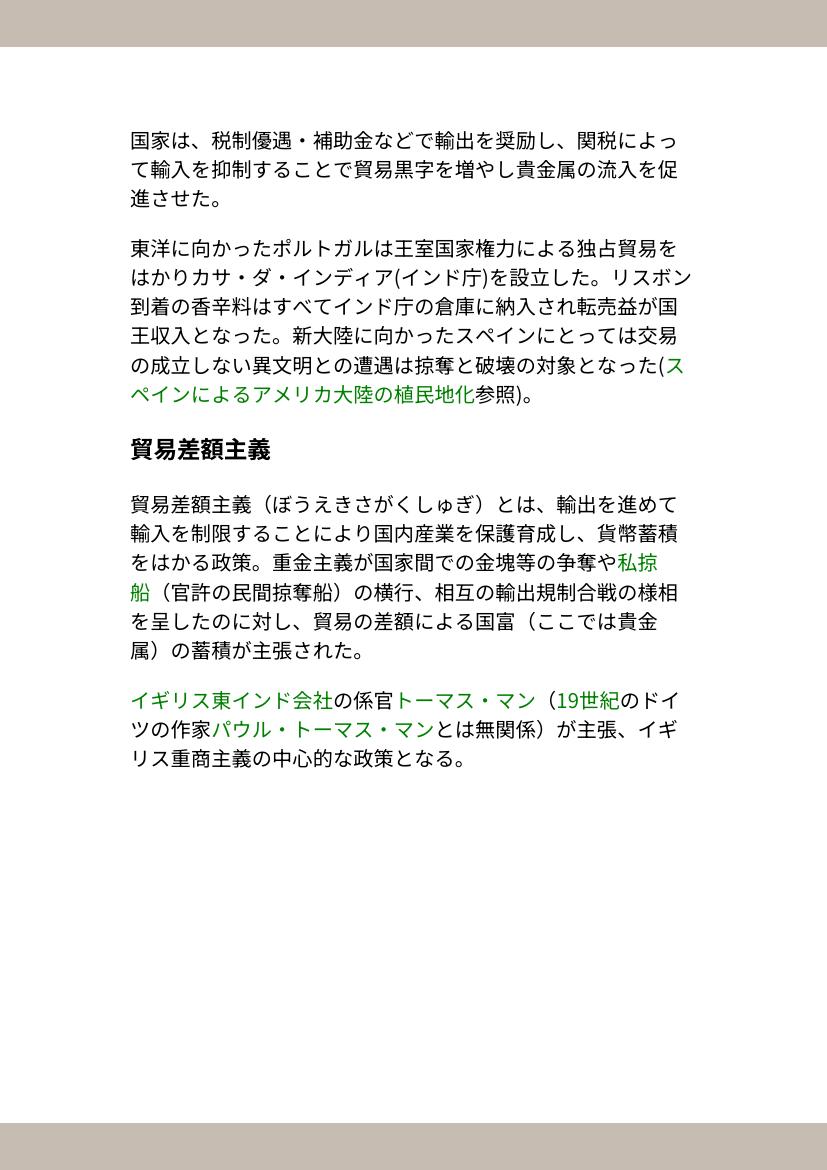 国家は、税制優遇・補助金などで輸出を奨励し、関税によっ
て輸入を抑制することで貿易黒字を増やし貴金属の流入を促
進させた。
東洋に向かったポルトガルは王室国家権力による独占貿易を
はかりカサ・ダ・インディア(インド庁)を設立した。リスボン
到着の香辛料はすべてインド庁の倉庫に納入され転売益が国
王収入となった。新大陸に向かったスペインにとっては交易
の成立しない異文明との遭遇は掠奪と破壊の対象となった(ス
ペインによるアメリカ大陸の植民地化参照)。
貿易差額主義
貿易差額主義（ぼうえきさがくしゅぎ）とは、輸出を進めて
輸入を制限することにより国内産業を保護育成し、貨幣蓄積
をはかる政策。重金主義が国家間での金塊等の争奪や私掠
船（官許の民間掠奪船）の横行、相互の輸出規制合戦の様相
を呈したのに対し、貿易の差額による国富（ここでは貴金
属）の蓄積が主張された。
イギリス東インド会社の係官トーマス・マン（19世紀のドイ
ツの作家パウル・トーマス・マンとは無関係）が主張、イギ
リス重商主義の中心的な政策となる。